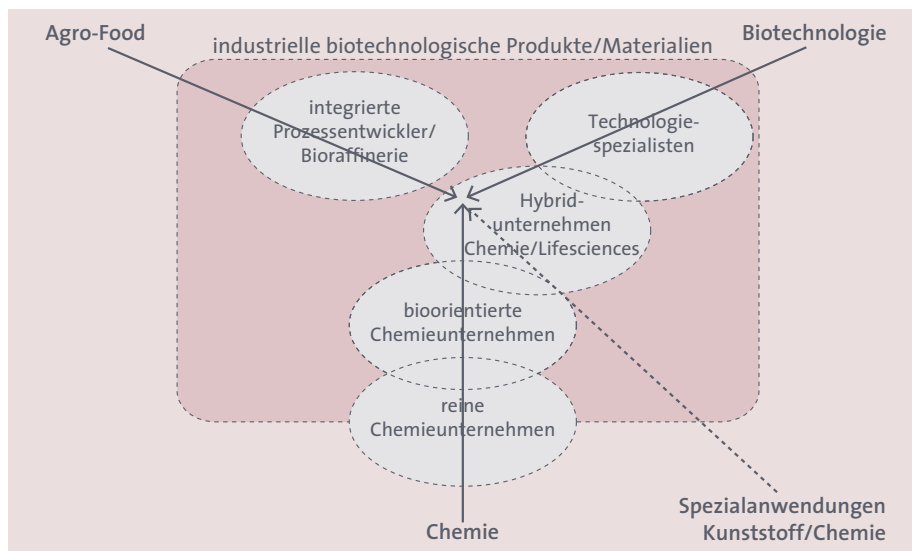 Agro-Food
Biotechnologie
industrielle biotechnologische Produkte/Materialien
integrierte
Prozessentwickler/
Bioraffinerie
Technologie-
spezialisten
Hybrid-
unternehmen
Chemie/Lifesciences
bioorientierte
Chemieunternehmen
reine
Chemieunternehmen
Chemie
Spezialanwendungen
Kunststoff/Chemie